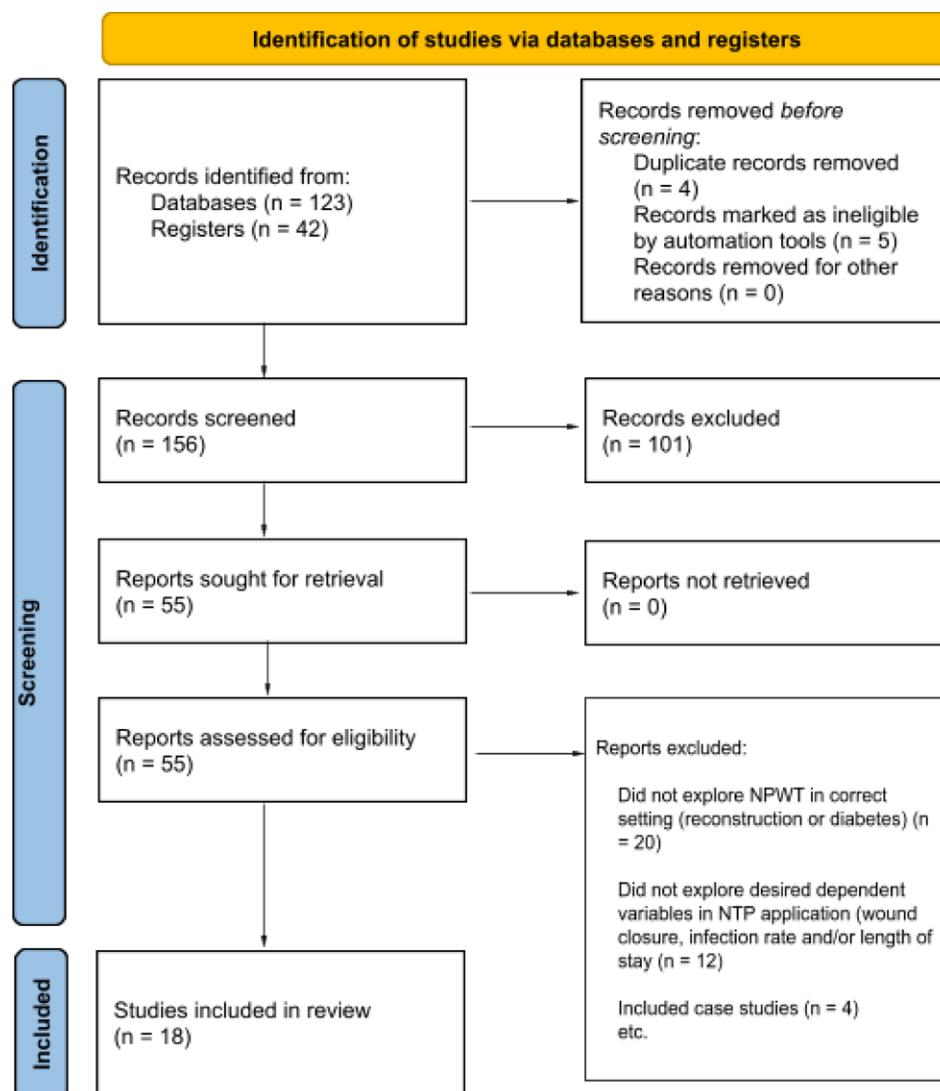 Identification of studies via databases and registers
Identification
Records identified from:
Databases (n = 123)
Registers (n = 42)
Records removed before
screening:
Duplicate records removed
(n = 4)
Records marked as ineligible
by automation tools (n = 5)
Records removed for other
reasons (n = 0)
Screening
Records screened
(n = 156)
Records excluded
(n = 101)
Reports sought for retrieval
(n = 55)
Reports not retrieved
(n = 0)
Reports assessed for eligibility
(n = 55)
Reports excluded:
Did not explore NPWT in correct
setting (reconstruction or diabetes) (n
= 20)
Did not explore desired dependent
variables in NTP application (wound
closure, infection rate and/or length of
stay (n = 12)
Included case studies (n = 4)
etc.
Included
Studies included in review
(n = 18)